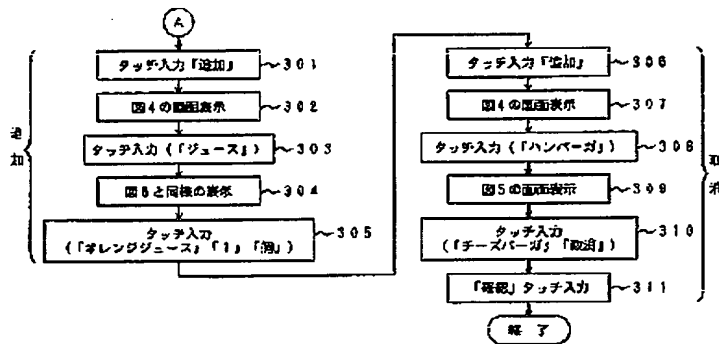 A
タッチ入力「追加」
301
図4の画面表示
302
タッチ入力(「ジュース」)
303
図5と同様の表示
304
タッチ入力
(「オレンジジュース」「1」「個」)
305
追加
タッチ入力「追加」
306
図4の画面表示
307
タッチ入力(「ハンバーガ」)
308
図5の画面表示
309
タッチ入力
(「チーズバーガ」「取消」)
310
「確認」タッチ入力
311
取消
終了